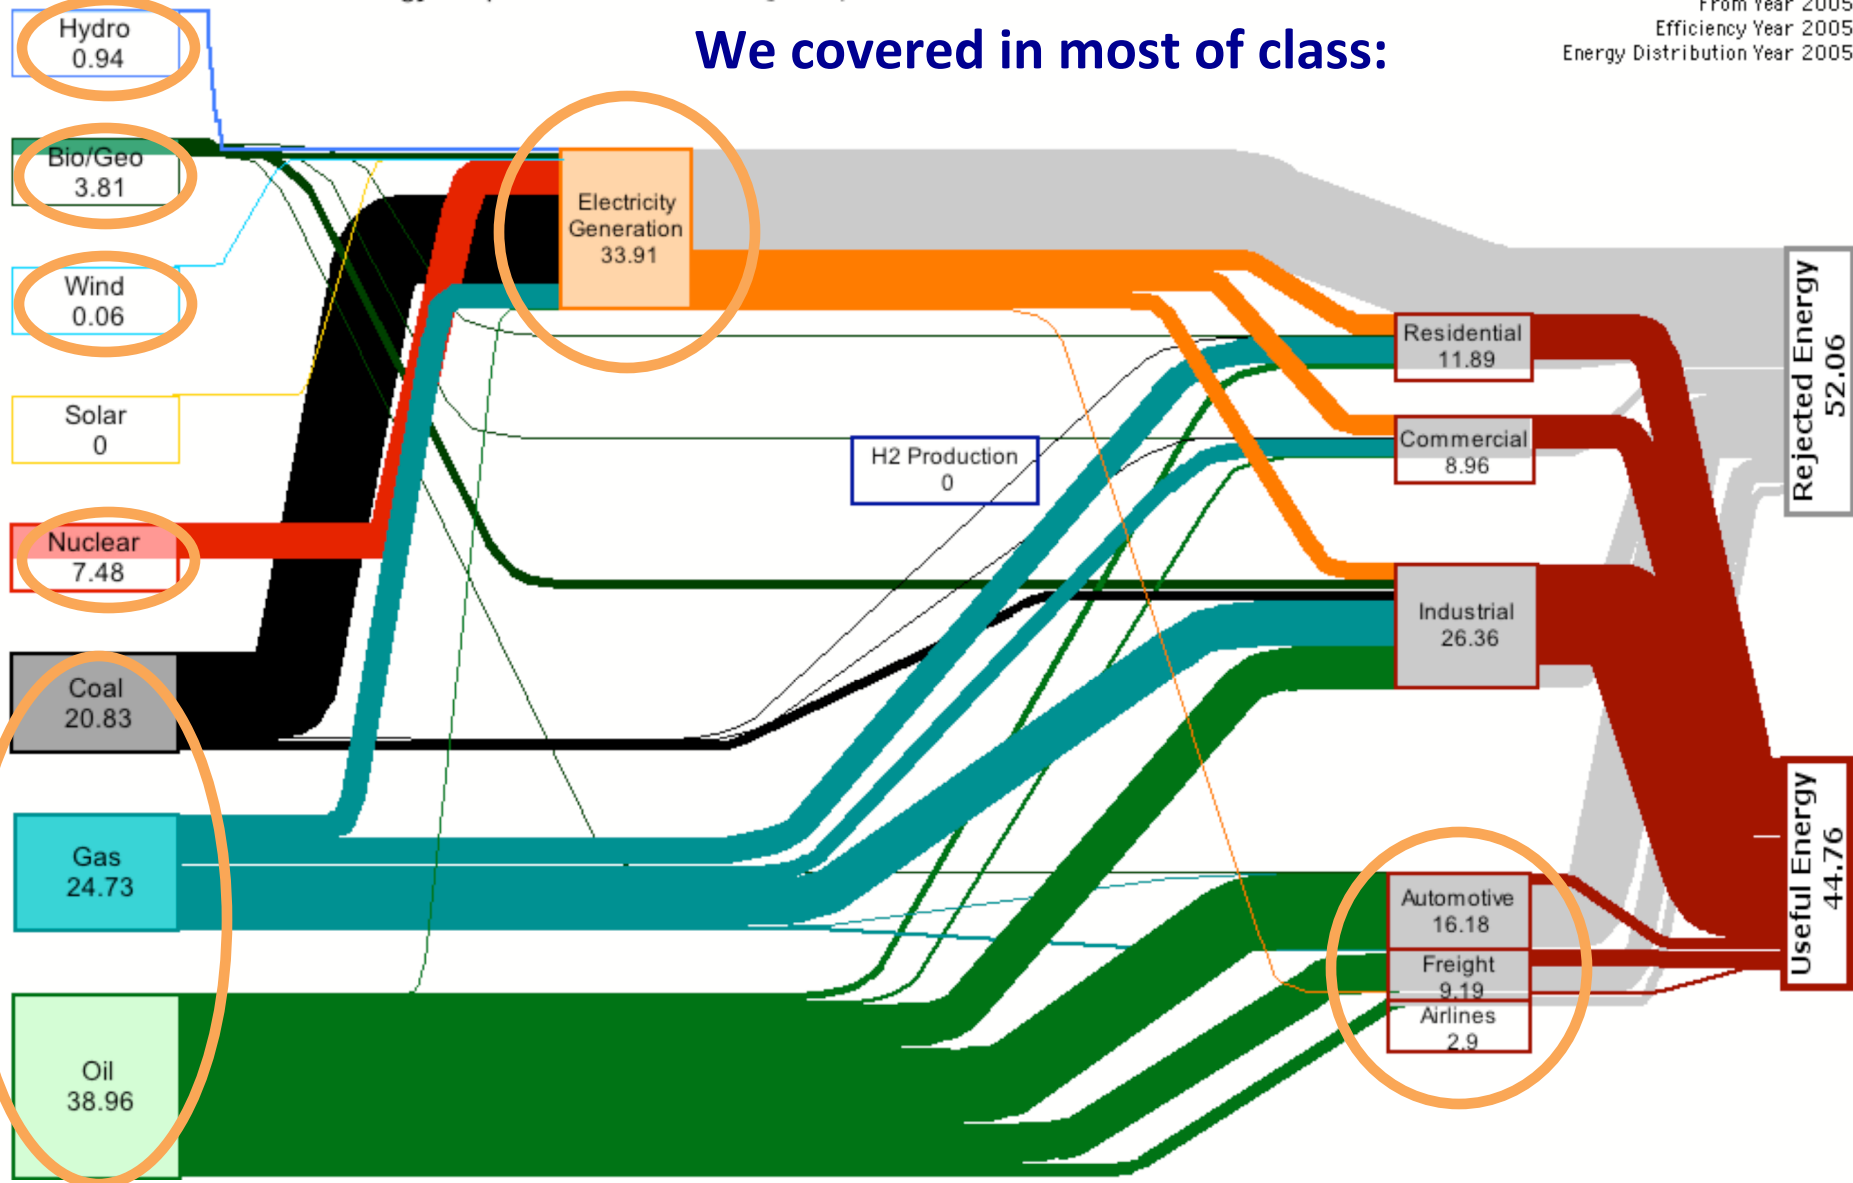 From Year 2005
Efficiency Year 2005
Energy Distribution Year 2005
We covered in most of class:
Hydro
0.94
Bio/Geo
3.81
Wind
0.06
Solar
0
Nuclear
7.48
Coal
20.83
Gas
24.73
Oil
38.96
Electricity
Generation
33.91
H2 Production
0
Residential
11.89
Commercial
8.96
Industrial
26.36
Automotive
16.18
Freight
9.19
Airlines
2.9
Rejected Energy
52.06
Useful Energy
44.76